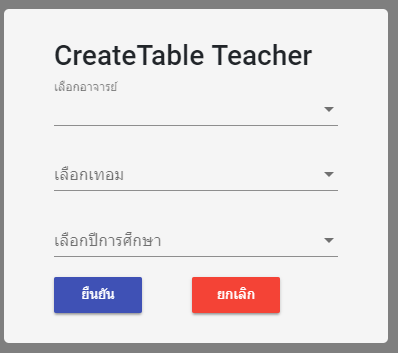 CreateTable Teacher
เลือกอาจารย์
เลือกเทอม
เลือกปีการศึกษา
ยืนยัน ยกเลิก